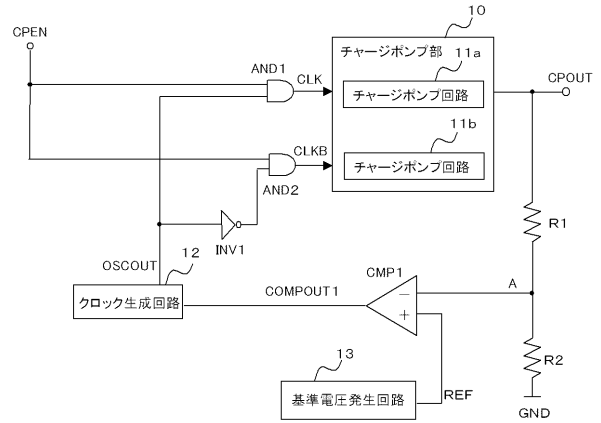 10
CPEN
チャージポンプ部
AND1
CLK
11a
チャージポンプ回路
CPOUT
11b
チャージポンプ回路
CLKB
AND2
R1
INV1
12
OSCOUT
クロック生成回路
COMPOUT1
CMP1
−
+
A
R2
13
基準電圧発生回路
REF
GND